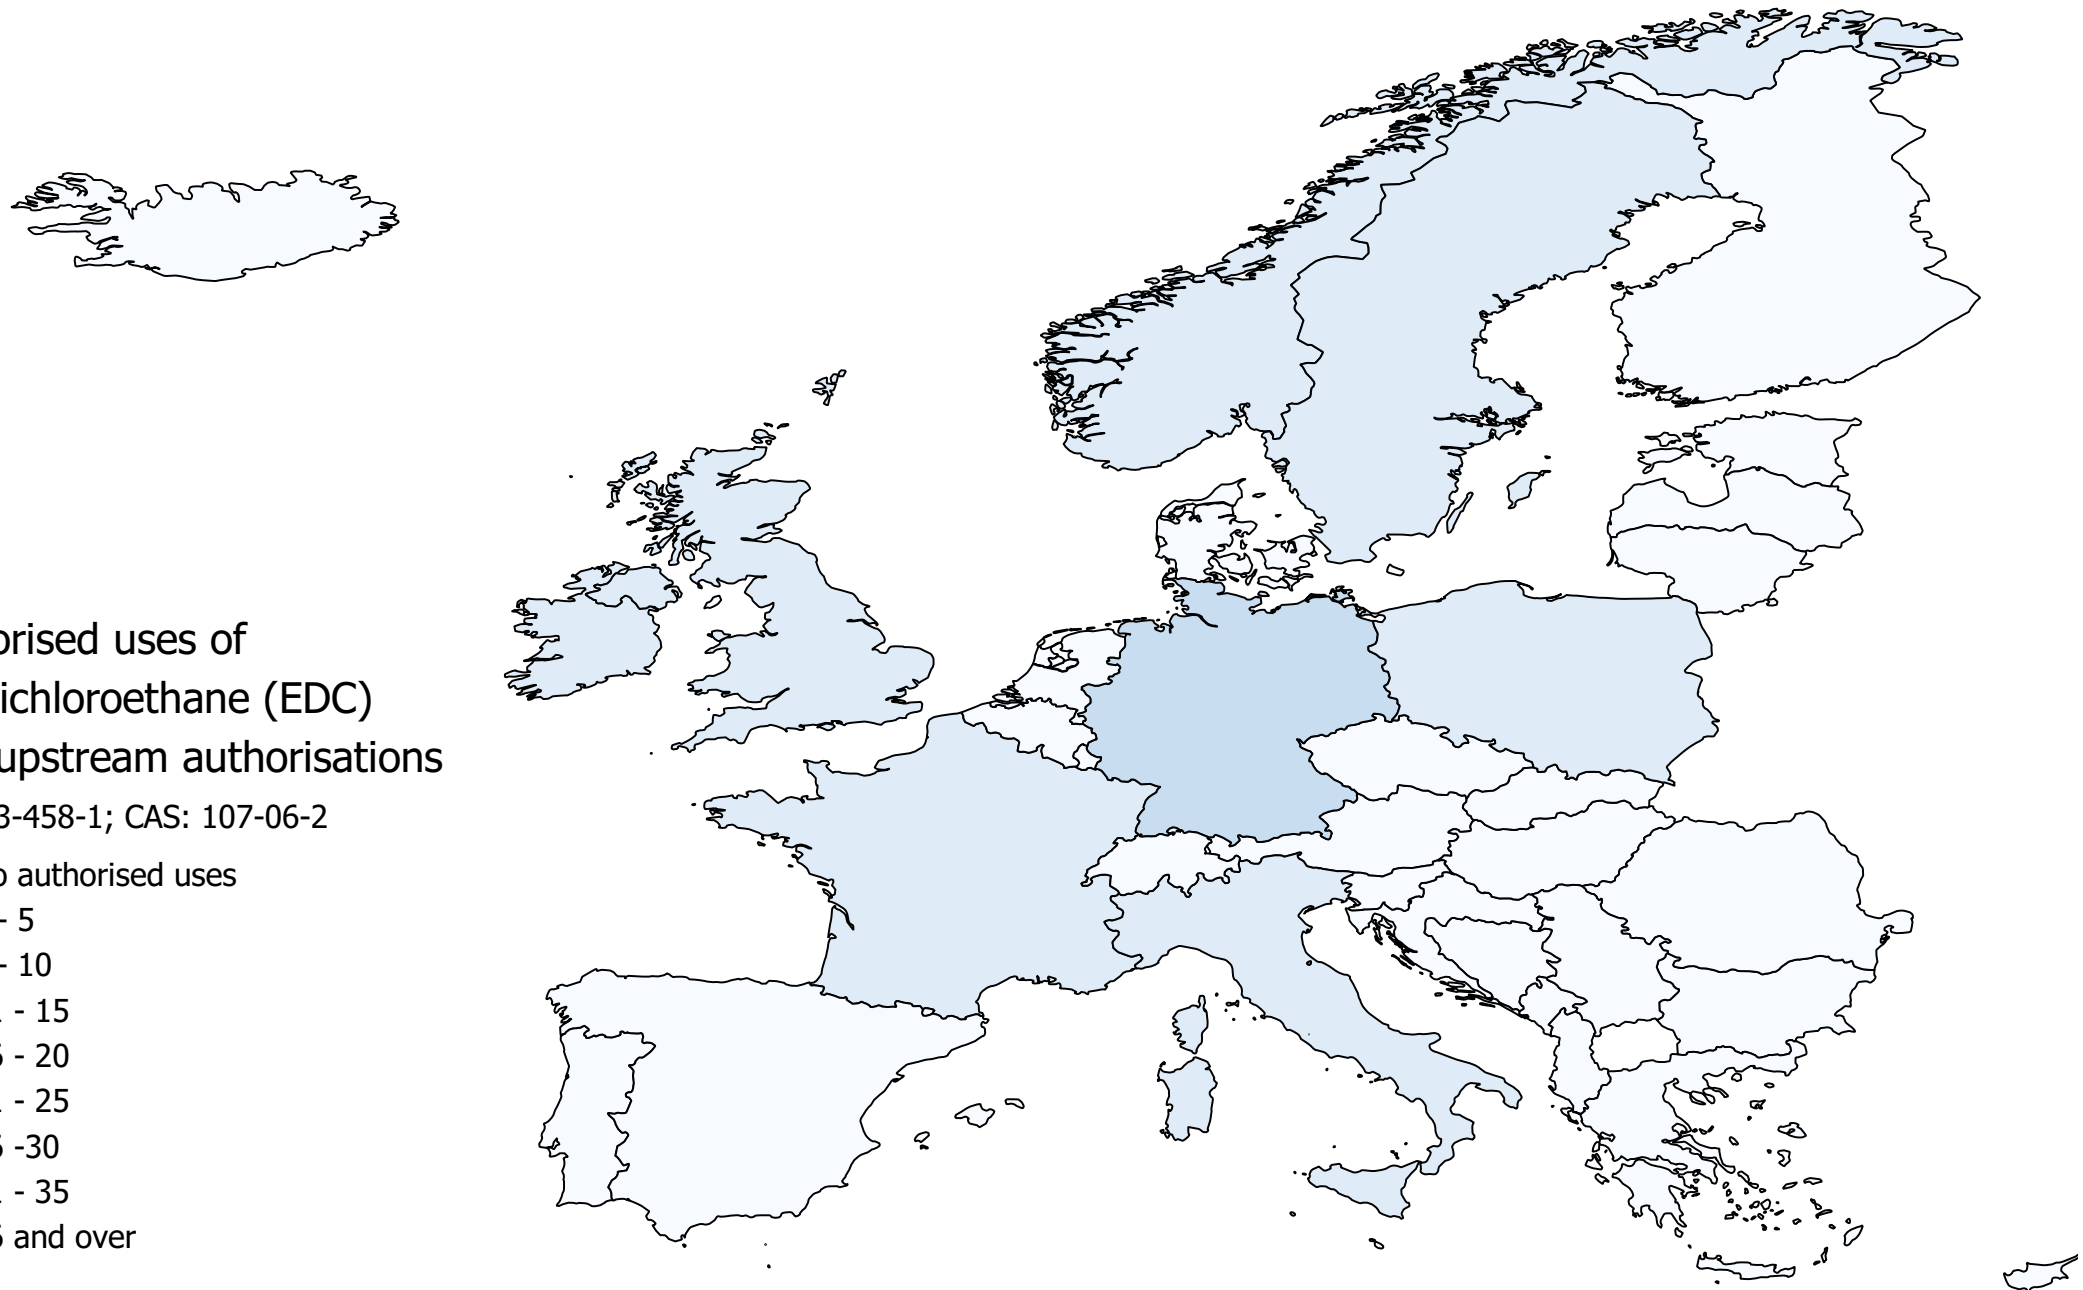 orised uses of
ichloroethane (EDC)
upstream authorisations
3-458-1; CAS: 107-06-2
o authorised uses
- 5
- 10
- 15
- 20
- 25
-30
- 35
and over